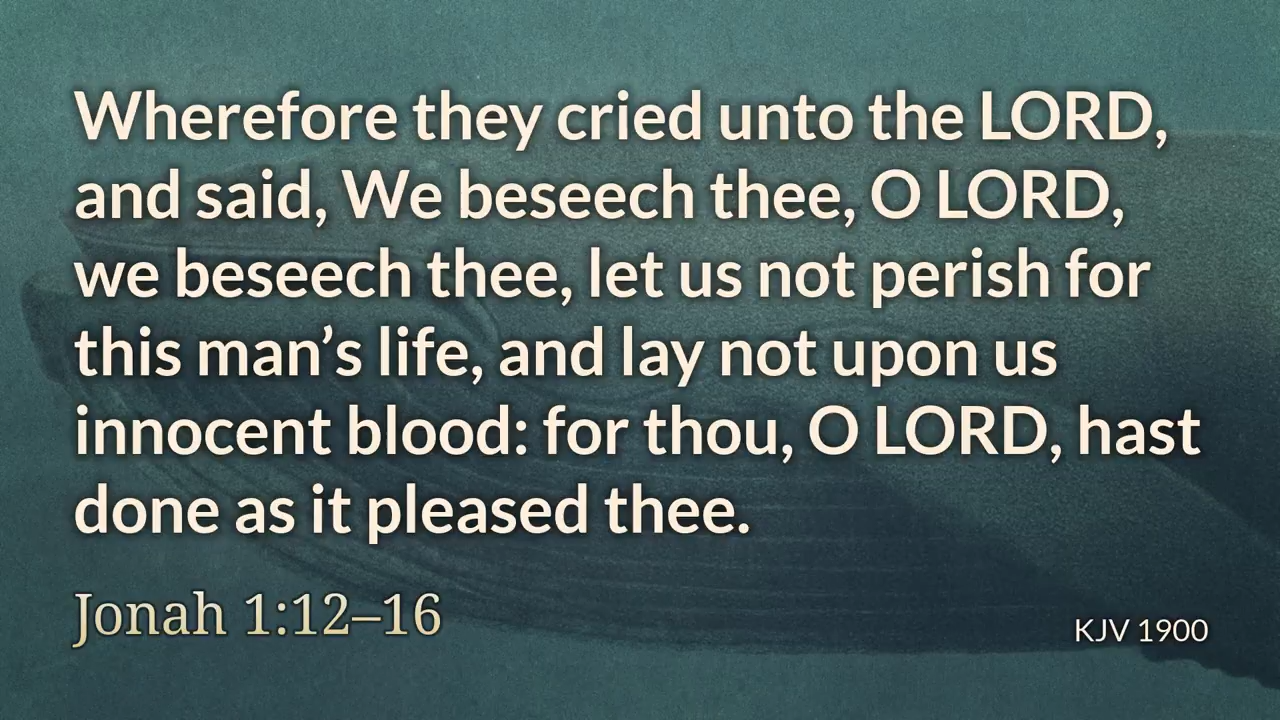 Wherefore they cried unto the LORD,
and said, We beseech thee, O LORD,
we beseech thee, let us not perish for
this man’s life, and lay not upon us
innocent blood: for thou, O LORD, hast
done as it pleased thee.
Jonah 1:12–16
KJV 1900